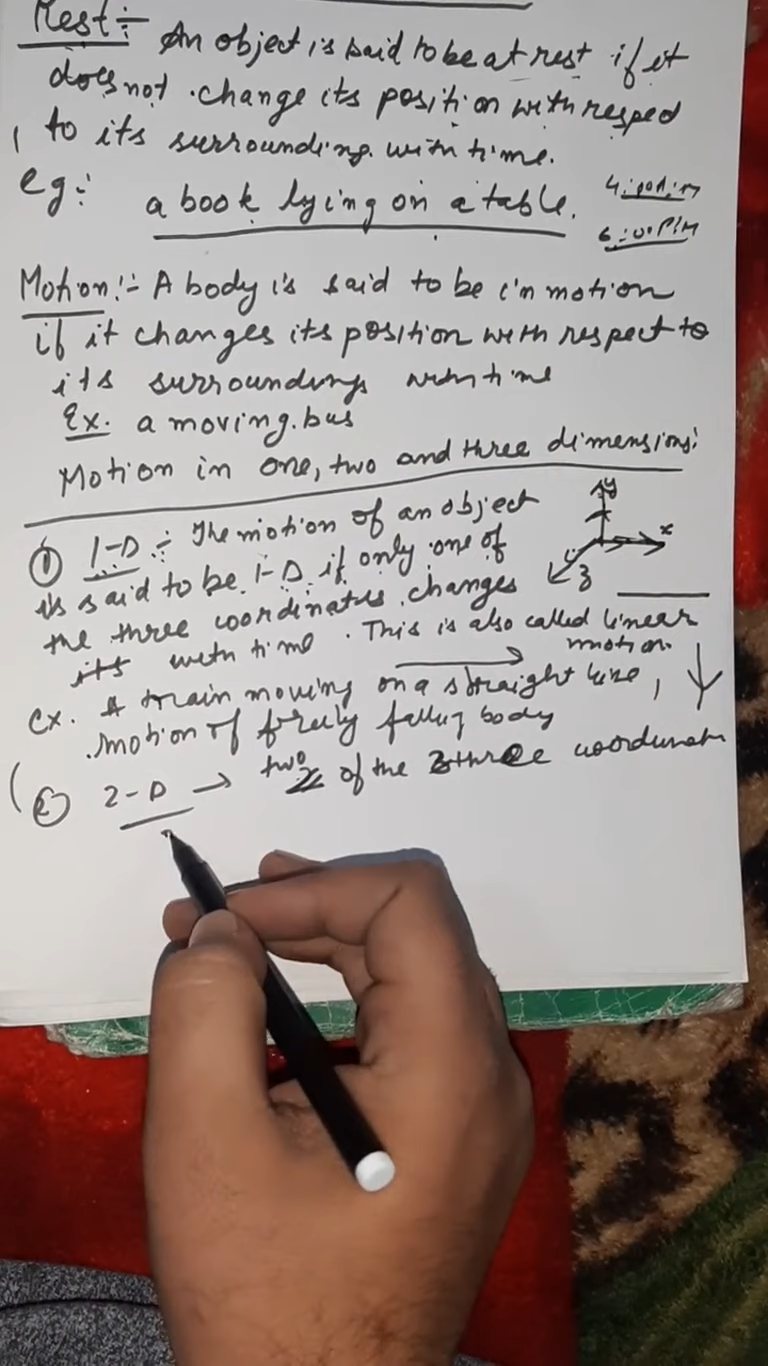 Rest:- An object is said to be at rest if it
does not change its position with resped
to its surrounding with time.
eg:- a book lying on a table.
6:00 P/M
Motion:- A body is said to be in motion
if it changes its position with respect to
its surroundings with time
Ex. a moving bus
Motion in one, two and three dimensions:
① 1-D:- The motion of an object
is said to be 1-D if only one of
the three coordinates changes
its with time. This is also called linear
motion.
Ex. A train moving on a straight line,
motion of freely falling body
2-D → two of the three coordinate
y
x
z